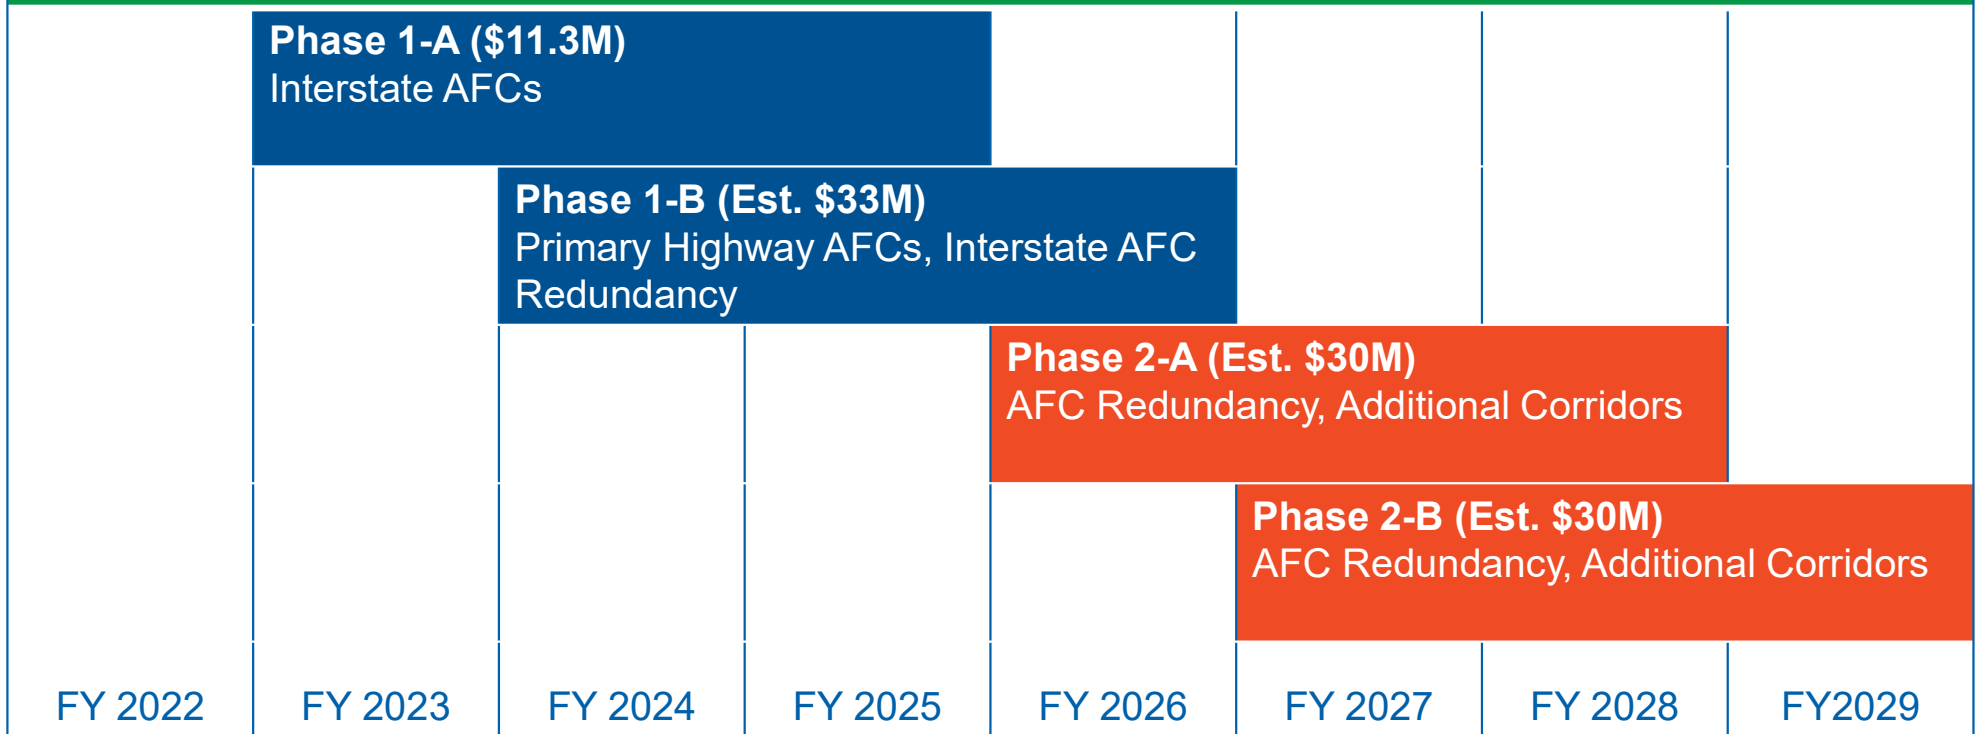 Phase 1-A ($11.3M)
Interstate AFCs
Phase 1-B (Est. $33M)
Primary Highway AFCs, Interstate AFC
Redundancy
Phase 2-A (Est. $30M)
AFC Redundancy, Additional Corridors
Phase 2-B (Est. $30M)
AFC Redundancy, Additional Corridors
FY 2022 FY 2023 FY 2024 FY 2025 FY 2026 FY 2027 FY 2028 FY2029